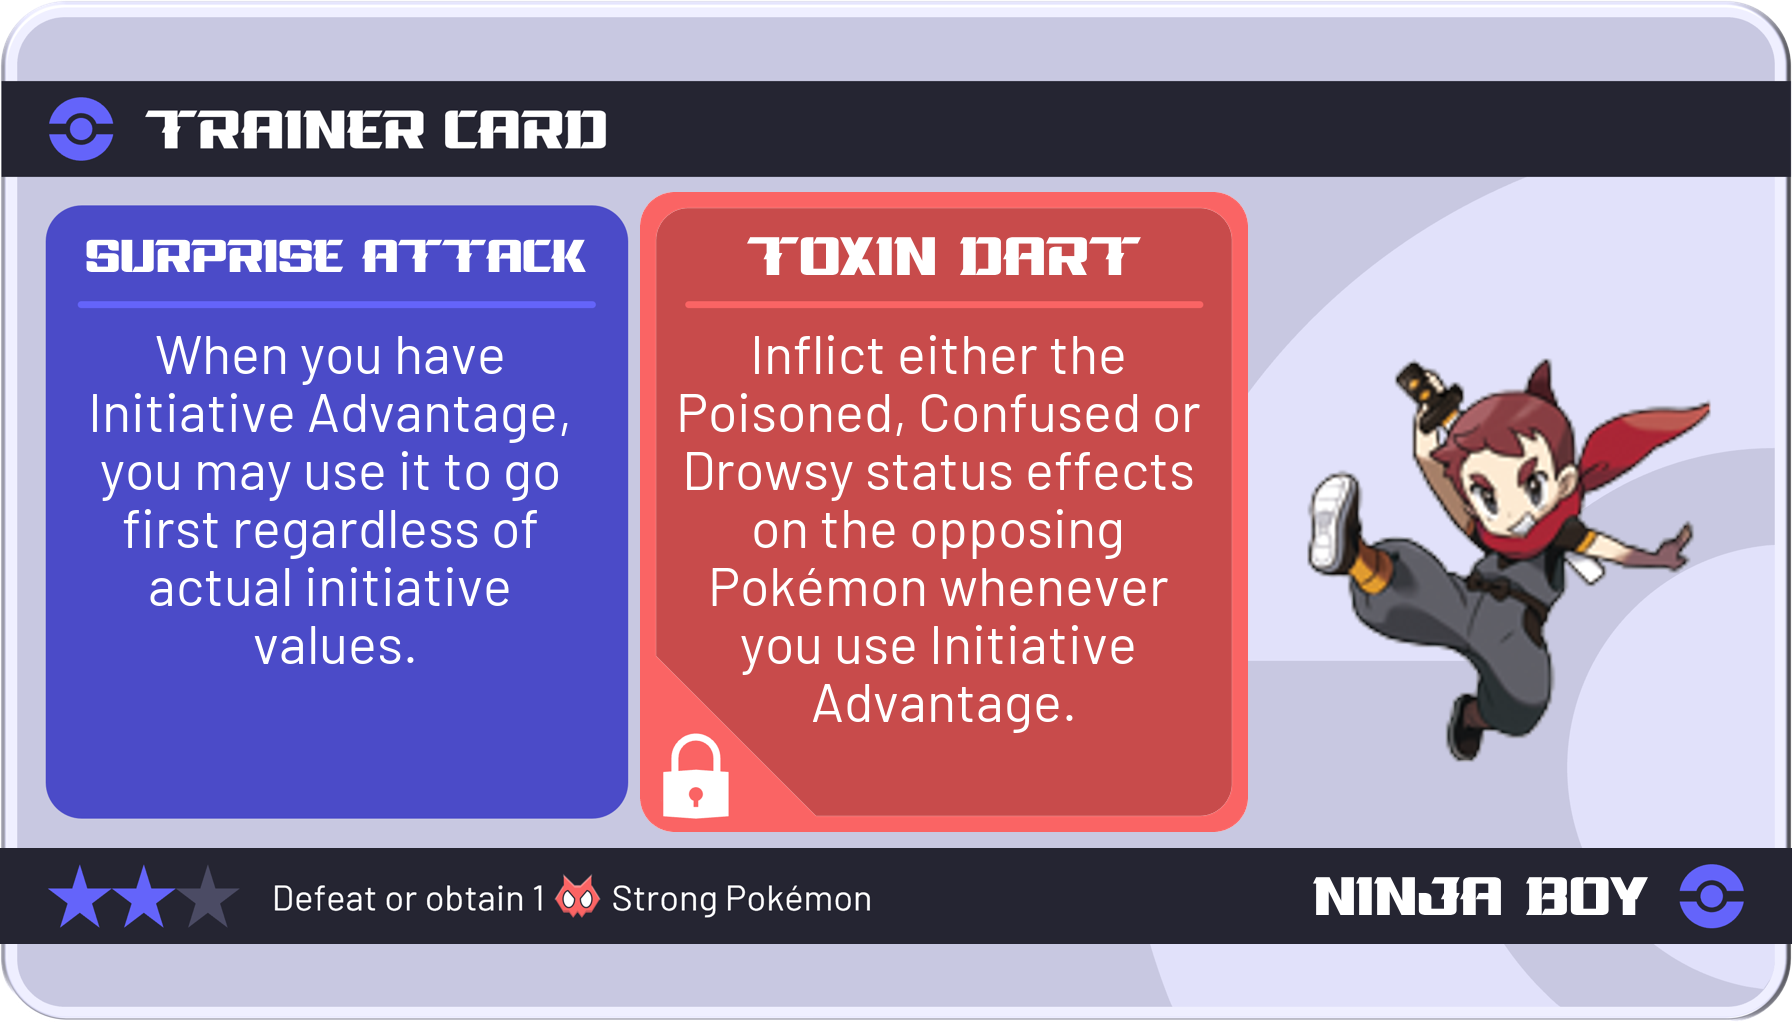 TRAINER CARD
SURPRISE ATTACK
When you have
Initiative Advantage,
you may use it to go
first regardless of
actual initiative
values.
TOXIN DART
Inflict either the
Poisoned, Confused or
Drowsy status effects
on the opposing
Pokémon whenever
you use Initiative
Advantage.
Defeat or obtain 1 Strong Pokémon
NINJA BOY